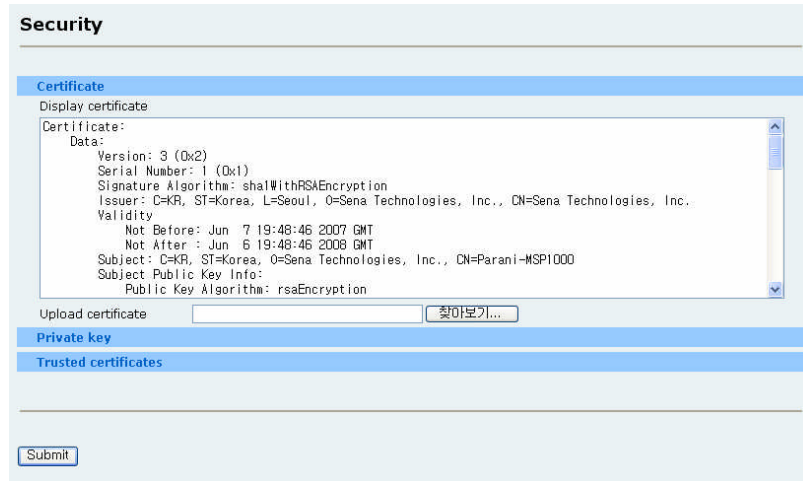 Security
Certificate
Display certificate
Certificate:
Data:
Version: 3 (0x2)
Serial Number: 1 (0x1)
Signature Algorithm: sha1WithRSAEncryption
Issuer: C=KR, ST=Korea, L=Seoul, O=Sena Technologies, Inc., CN=Sena Technologies, Inc.
Validity
Not Before: Jun 7 19:48:46 2007 GMT
Not After : Jun 6 19:48:46 2008 GMT
Subject: C=KR, ST=Korea, O=Sena Technologies, Inc., CN=Parani-MSP1000
Subject Public Key Info:
Public Key Algorithm: rsaEncryption
Upload certificate 찾아보기...
Private key
Trusted certificates
Submit